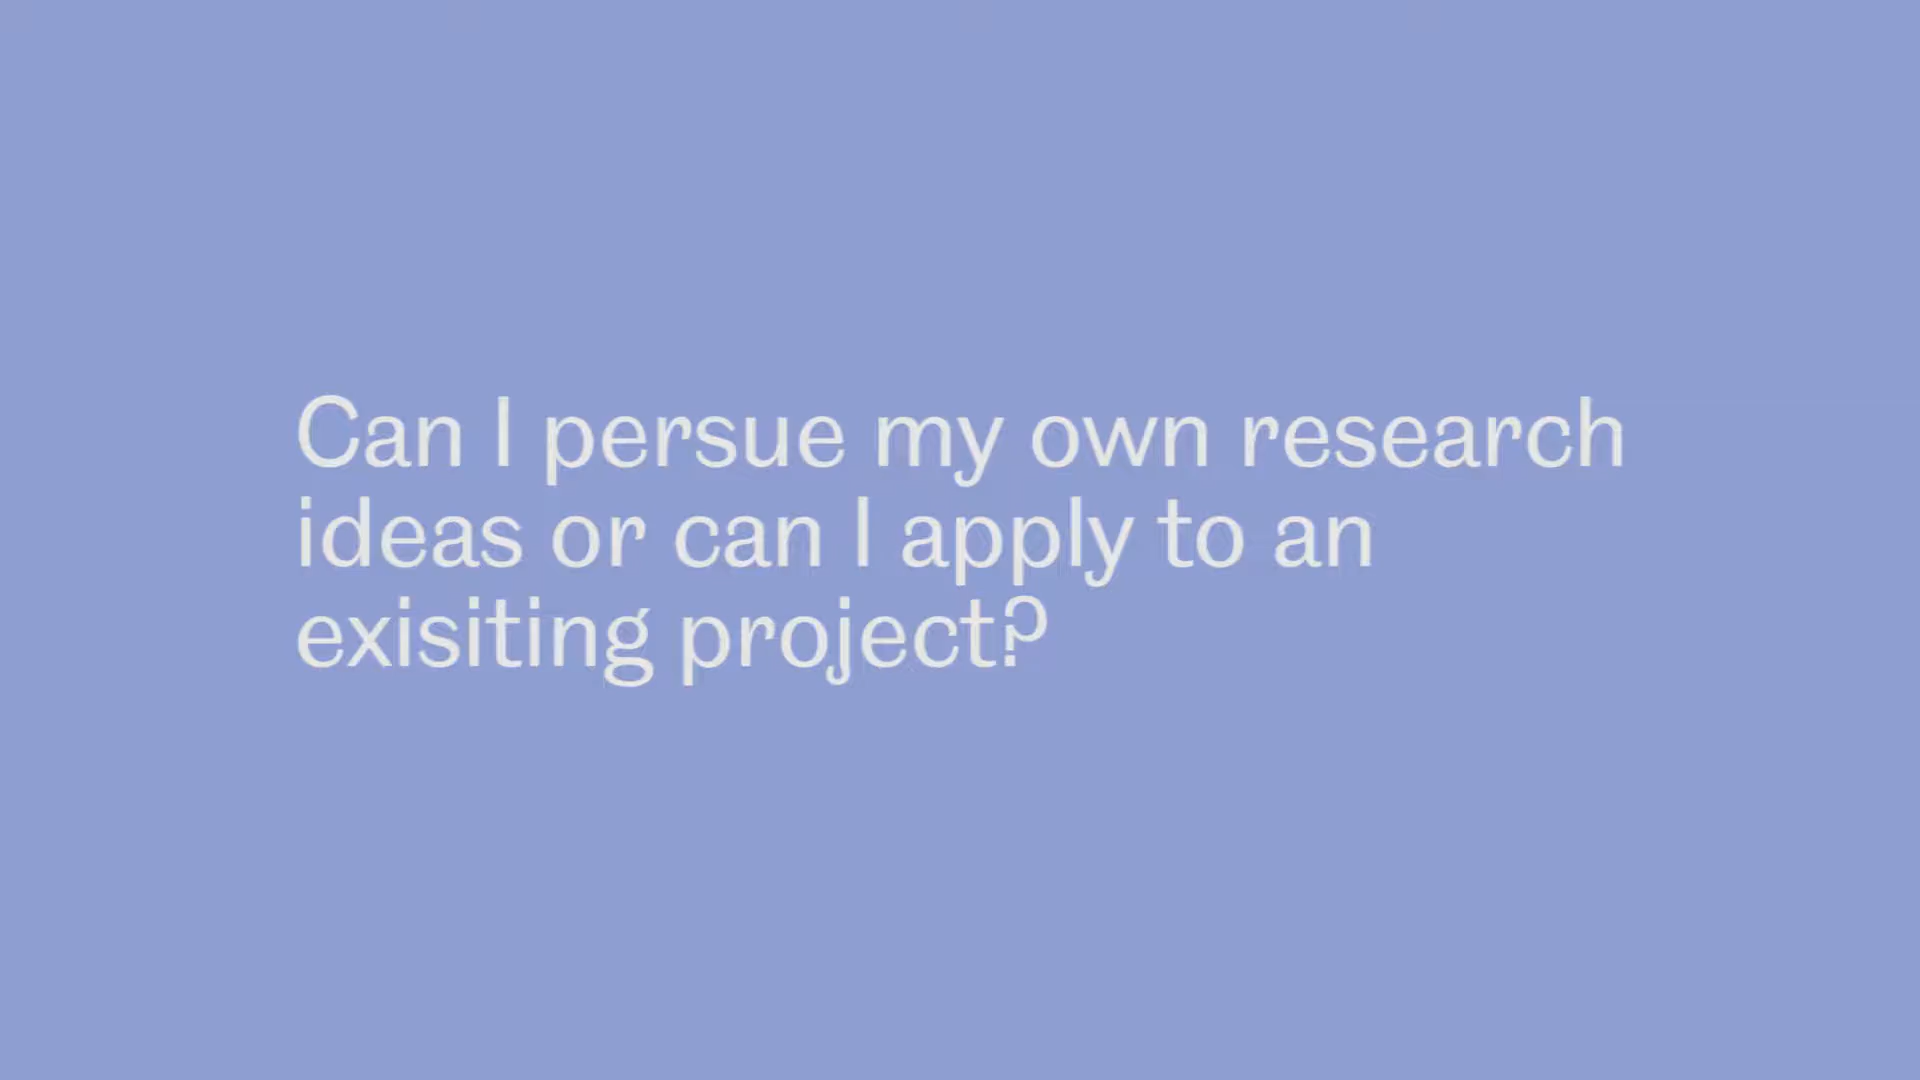 Can I persue my own research
ideas or can I apply to an
exisiting project?